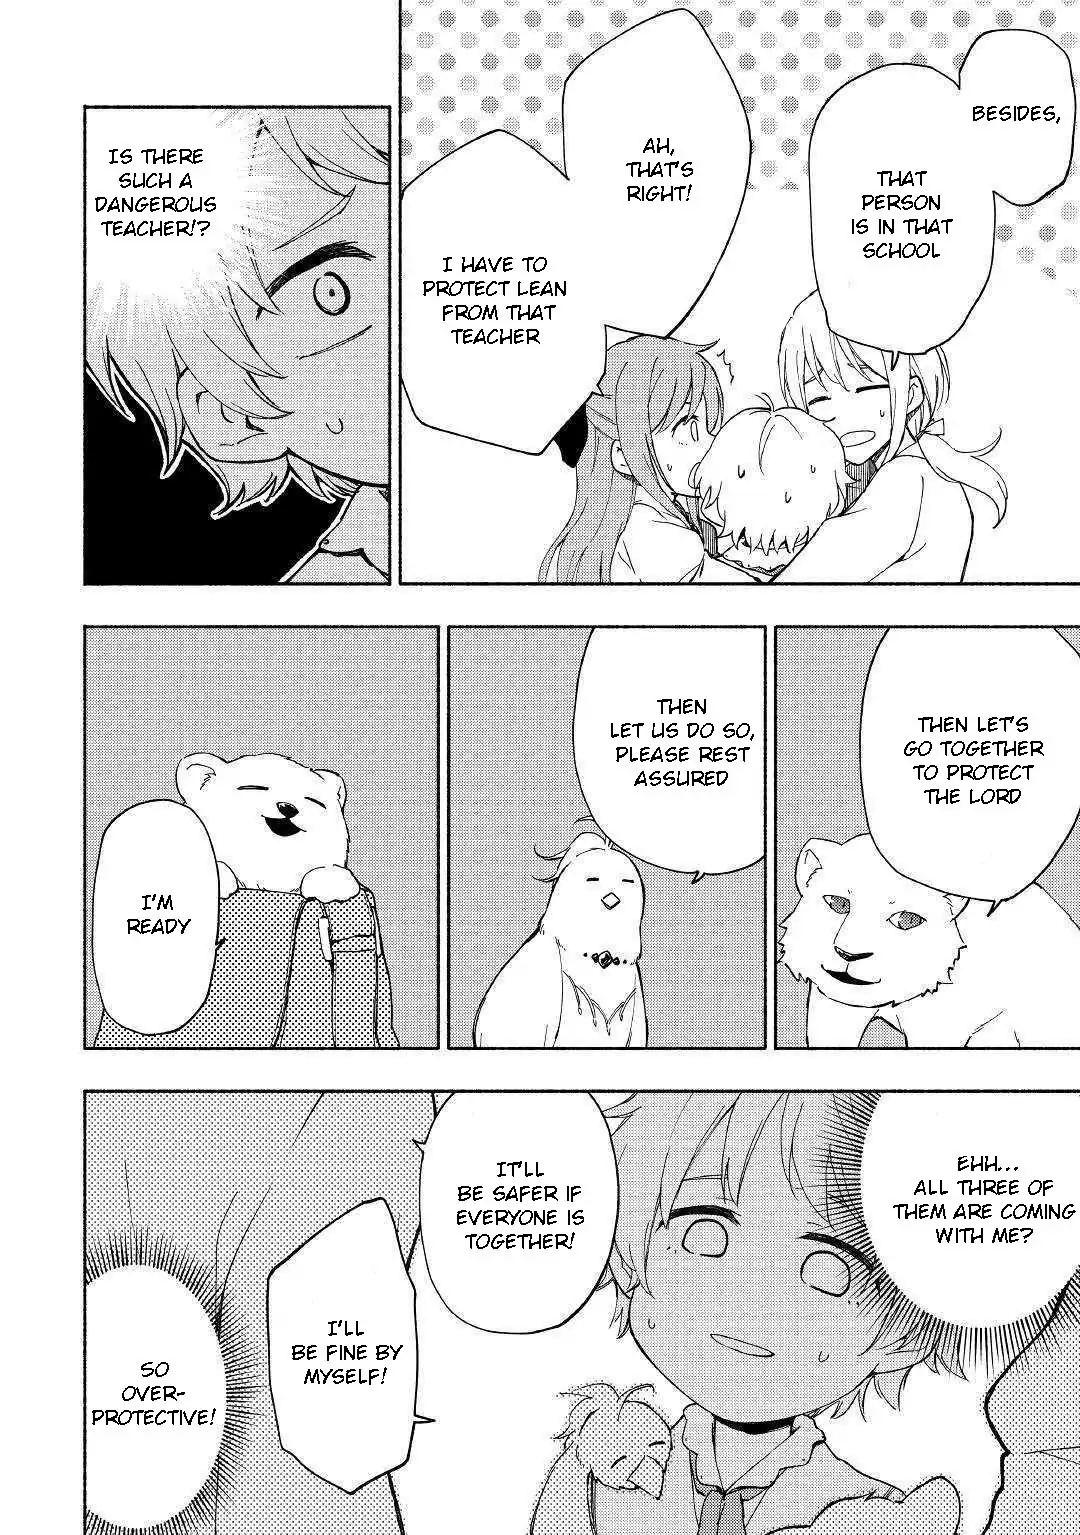 BESIDES,
THAT
PERSON
IS IN THAT
SCHOOL
AH,
THAT'S
RIGHT!
I HAVE TO
PROTECT LEAN
FROM THAT
TEACHER
IS THERE
SUCH A
DANGEROUS
TEACHER!?
THEN LET'S
GO TOGETHER
TO PROTECT
THE LORD
THEN
LET US DO SO,
PLEASE REST
ASSURED
I'M
READY
EHH...
ALL THREE OF
THEM ARE COMING
WITH ME?
IT'LL
BE SAFER IF
EVERYONE IS
TOGETHER!
I'LL
BE FINE BY
MYSELF!
SO
OVER-
PROTECTIVE!